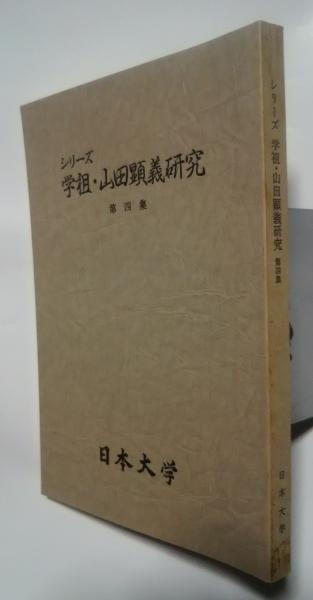 シリーズ
学祖・山田顕義研究
第四集
日本大学
シリーズ 学祖・山田顕義研究 第四集
日本大学